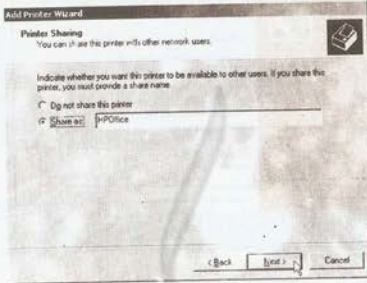 Add Printer Wizard
Printer Sharing
You can share this printer with other network users.
Indicate whether you want this printer to be available to other users. If you share this
printer, you must provide a share name.
Do not share this printer
Share as: HPOffice
< Back Next > Cancel